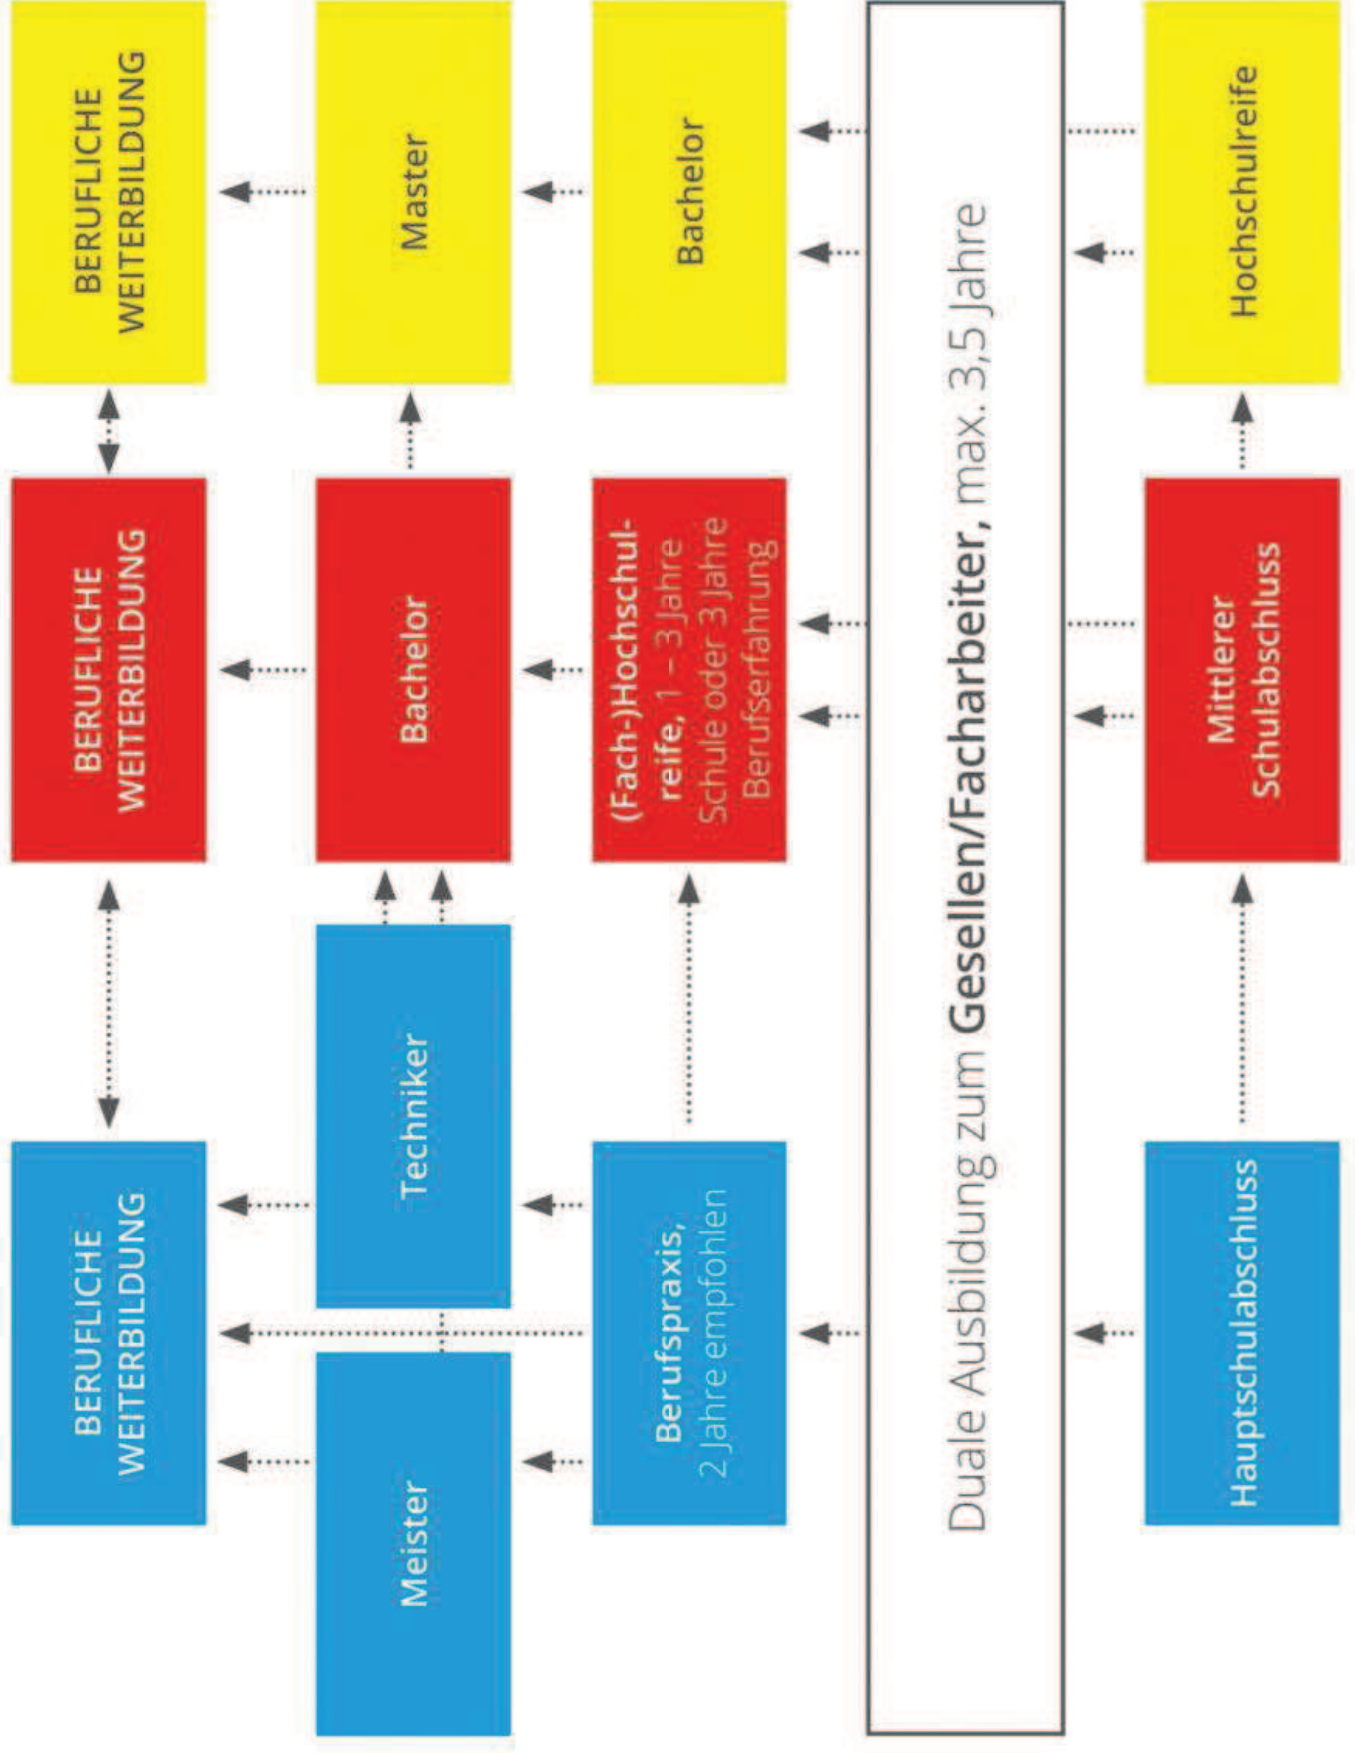 BERUFLICHE
WEITERBILDUNG
BERUFLICHE
WEITERBILDUNG
BERUFLICHE
WEITERBILDUNG
Meister
Techniker
Bachelor
Master
Berufspraxis,
2 Jahre empfohlen
(Fach-)Hochschul-
reife, 1 – 3 Jahre
Schule oder 3 Jahre
Berufserfahrung
Bachelor
Duale Ausbildung zum Gesellen/Facharbeiter, max. 3,5 Jahre
Hauptschulabschluss
Mittlerer
Schulabschluss
Hochschulreife